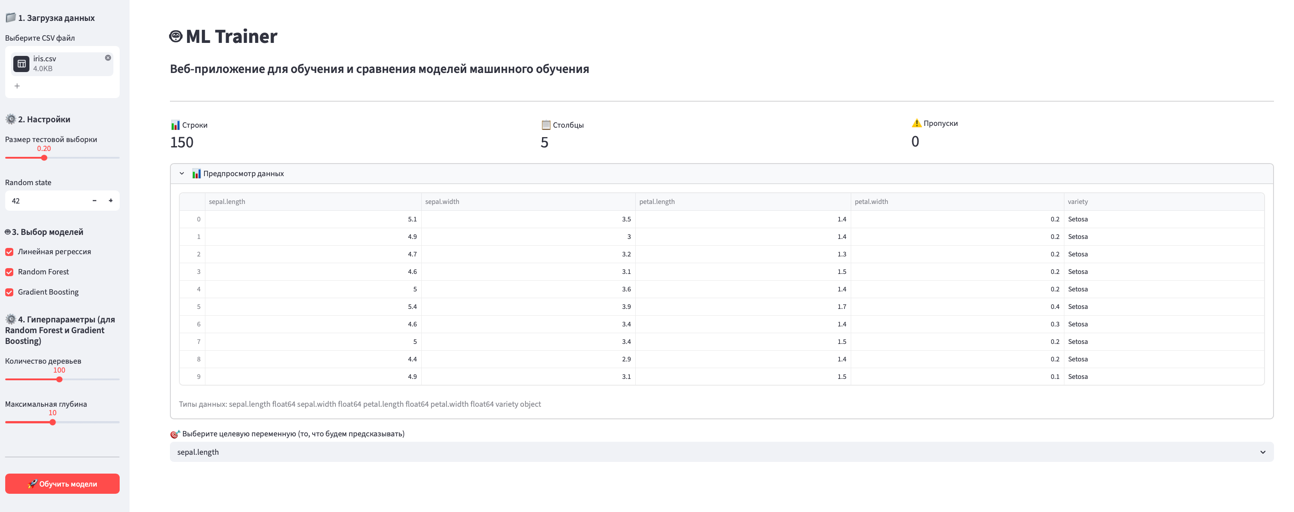 1. Загрузка данных
Выберите CSV файл
iris.csv
4.0KB
2. Настройки
Размер тестовой выборки
0.20
Random state
42
3. Выбор моделей
Линейная регрессия
Random Forest
Gradient Boosting
4. Гиперпараметры (для
Random Forest и Gradient
Boosting)
Количество деревьев
100
Максимальная глубина
10
🚀 Обучить модели
ML Trainer
Веб-приложение для обучения и сравнения моделей машинного обучения
Строки
150
Столбцы
5
Пропуски
0
Предпросмотр данных
sepal.length sepal.width petal.length petal.width variety
0 5.1 3.5 1.4 0.2 Setosa
1 4.9 3 1.4 0.2 Setosa
2 4.7 3.2 1.3 0.2 Setosa
3 4.6 3.1 1.5 0.2 Setosa
4 5 3.6 1.4 0.2 Setosa
5 5.4 3.9 1.7 0.4 Setosa
6 4.6 3.4 1.4 0.3 Setosa
7 5 3.4 1.5 0.2 Setosa
8 4.4 2.9 1.4 0.2 Setosa
9 4.9 3.1 1.5 0.1 Setosa
Типы данных: sepal.length float64 sepal.width float64 petal.length float64 petal.width float64 variety object
Выберите целевую переменную (то, что будем предсказывать)
sepal.length